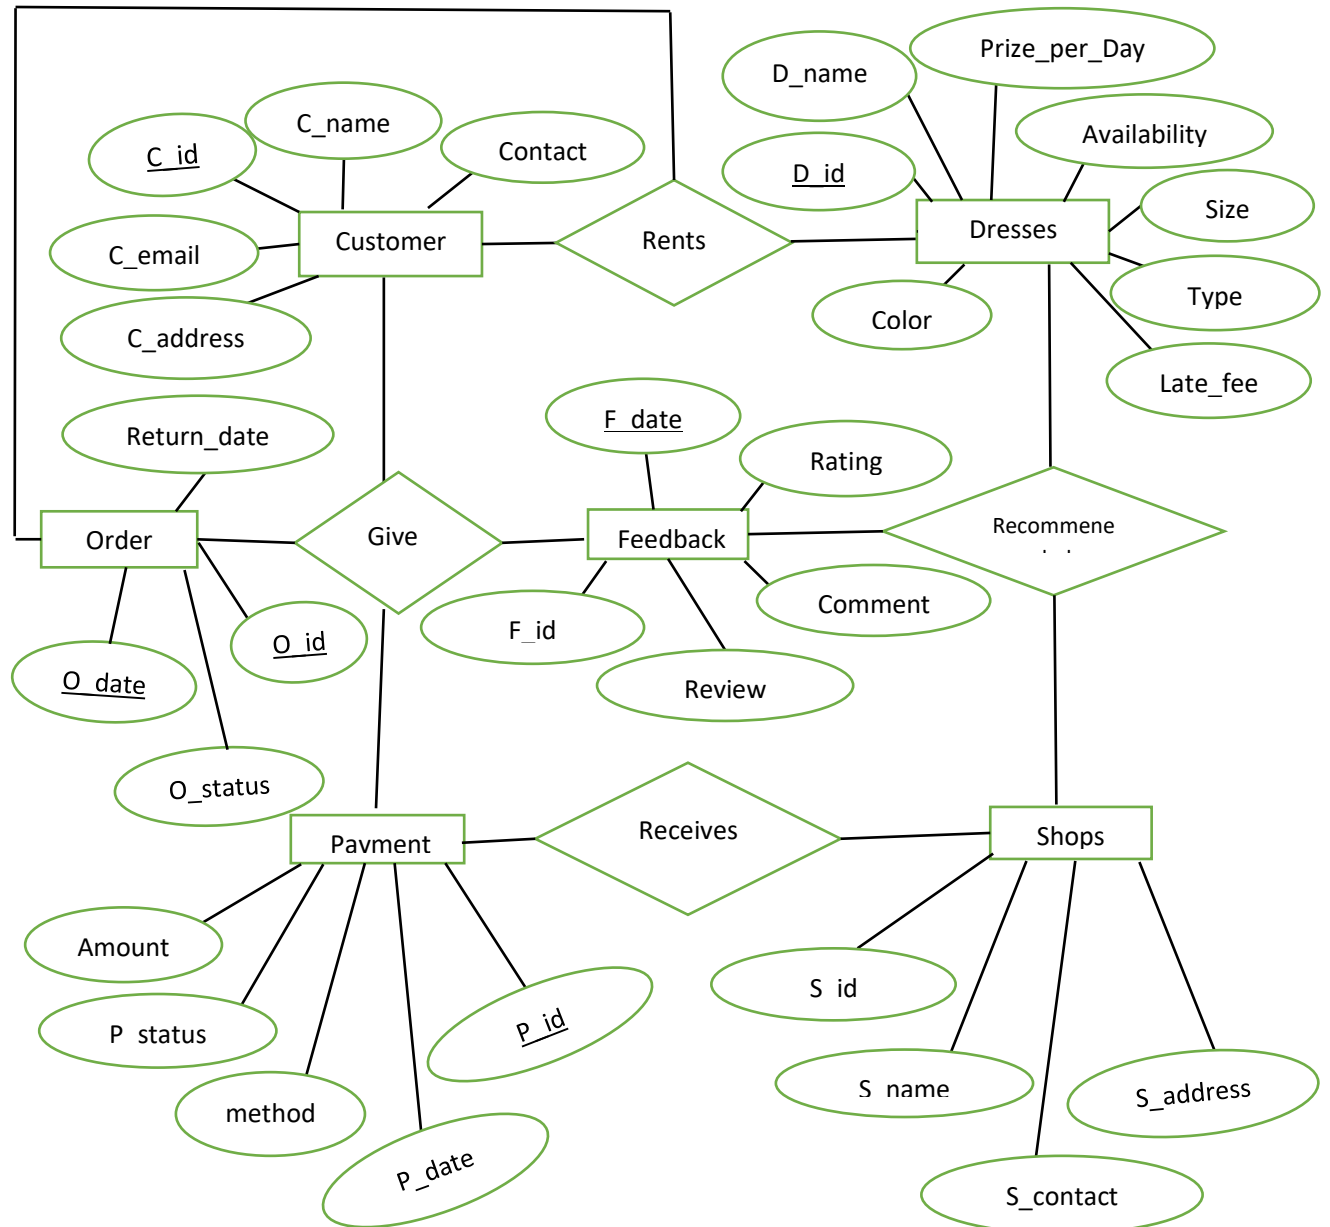 Prize_per_Day
D_name
C_name
Availability
Contact
C_id
D_id
Size
Customer
Rents
Dresses
C_email
Type
Color
C_address
Late_fee
F_date
Return_date
Rating
Recommene
Order
Give
Feedback
Comment
F_id
O_id
O_date
Review
O_status
Receives
Shops
Payment
Amount
S_id
P_id
P_status
S_name
S_address
method
P_date
S_contact